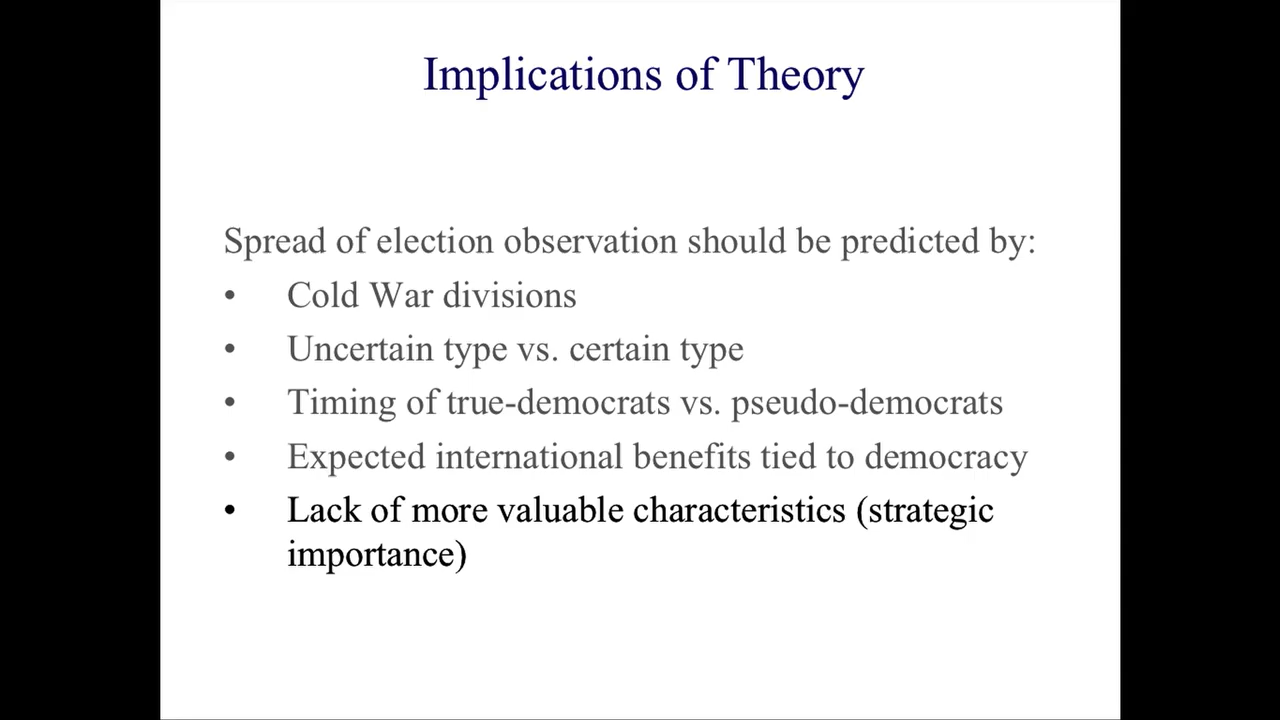 Implications of Theory
Spread of election observation should be predicted by:
• Cold War divisions
• Uncertain type vs. certain type
• Timing of true-democrats vs. pseudo-democrats
• Expected international benefits tied to democracy
• Lack of more valuable characteristics (strategic
importance)